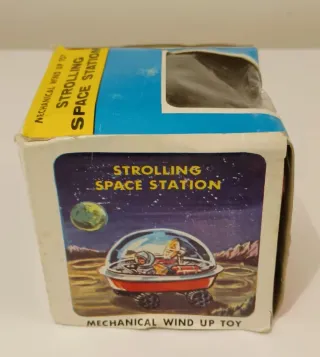 MECHANICAL WIND UP TOY
STROLLING
SPACE STATION
STROLLING
SPACE STATION
MECHANICAL WIND UP TOY